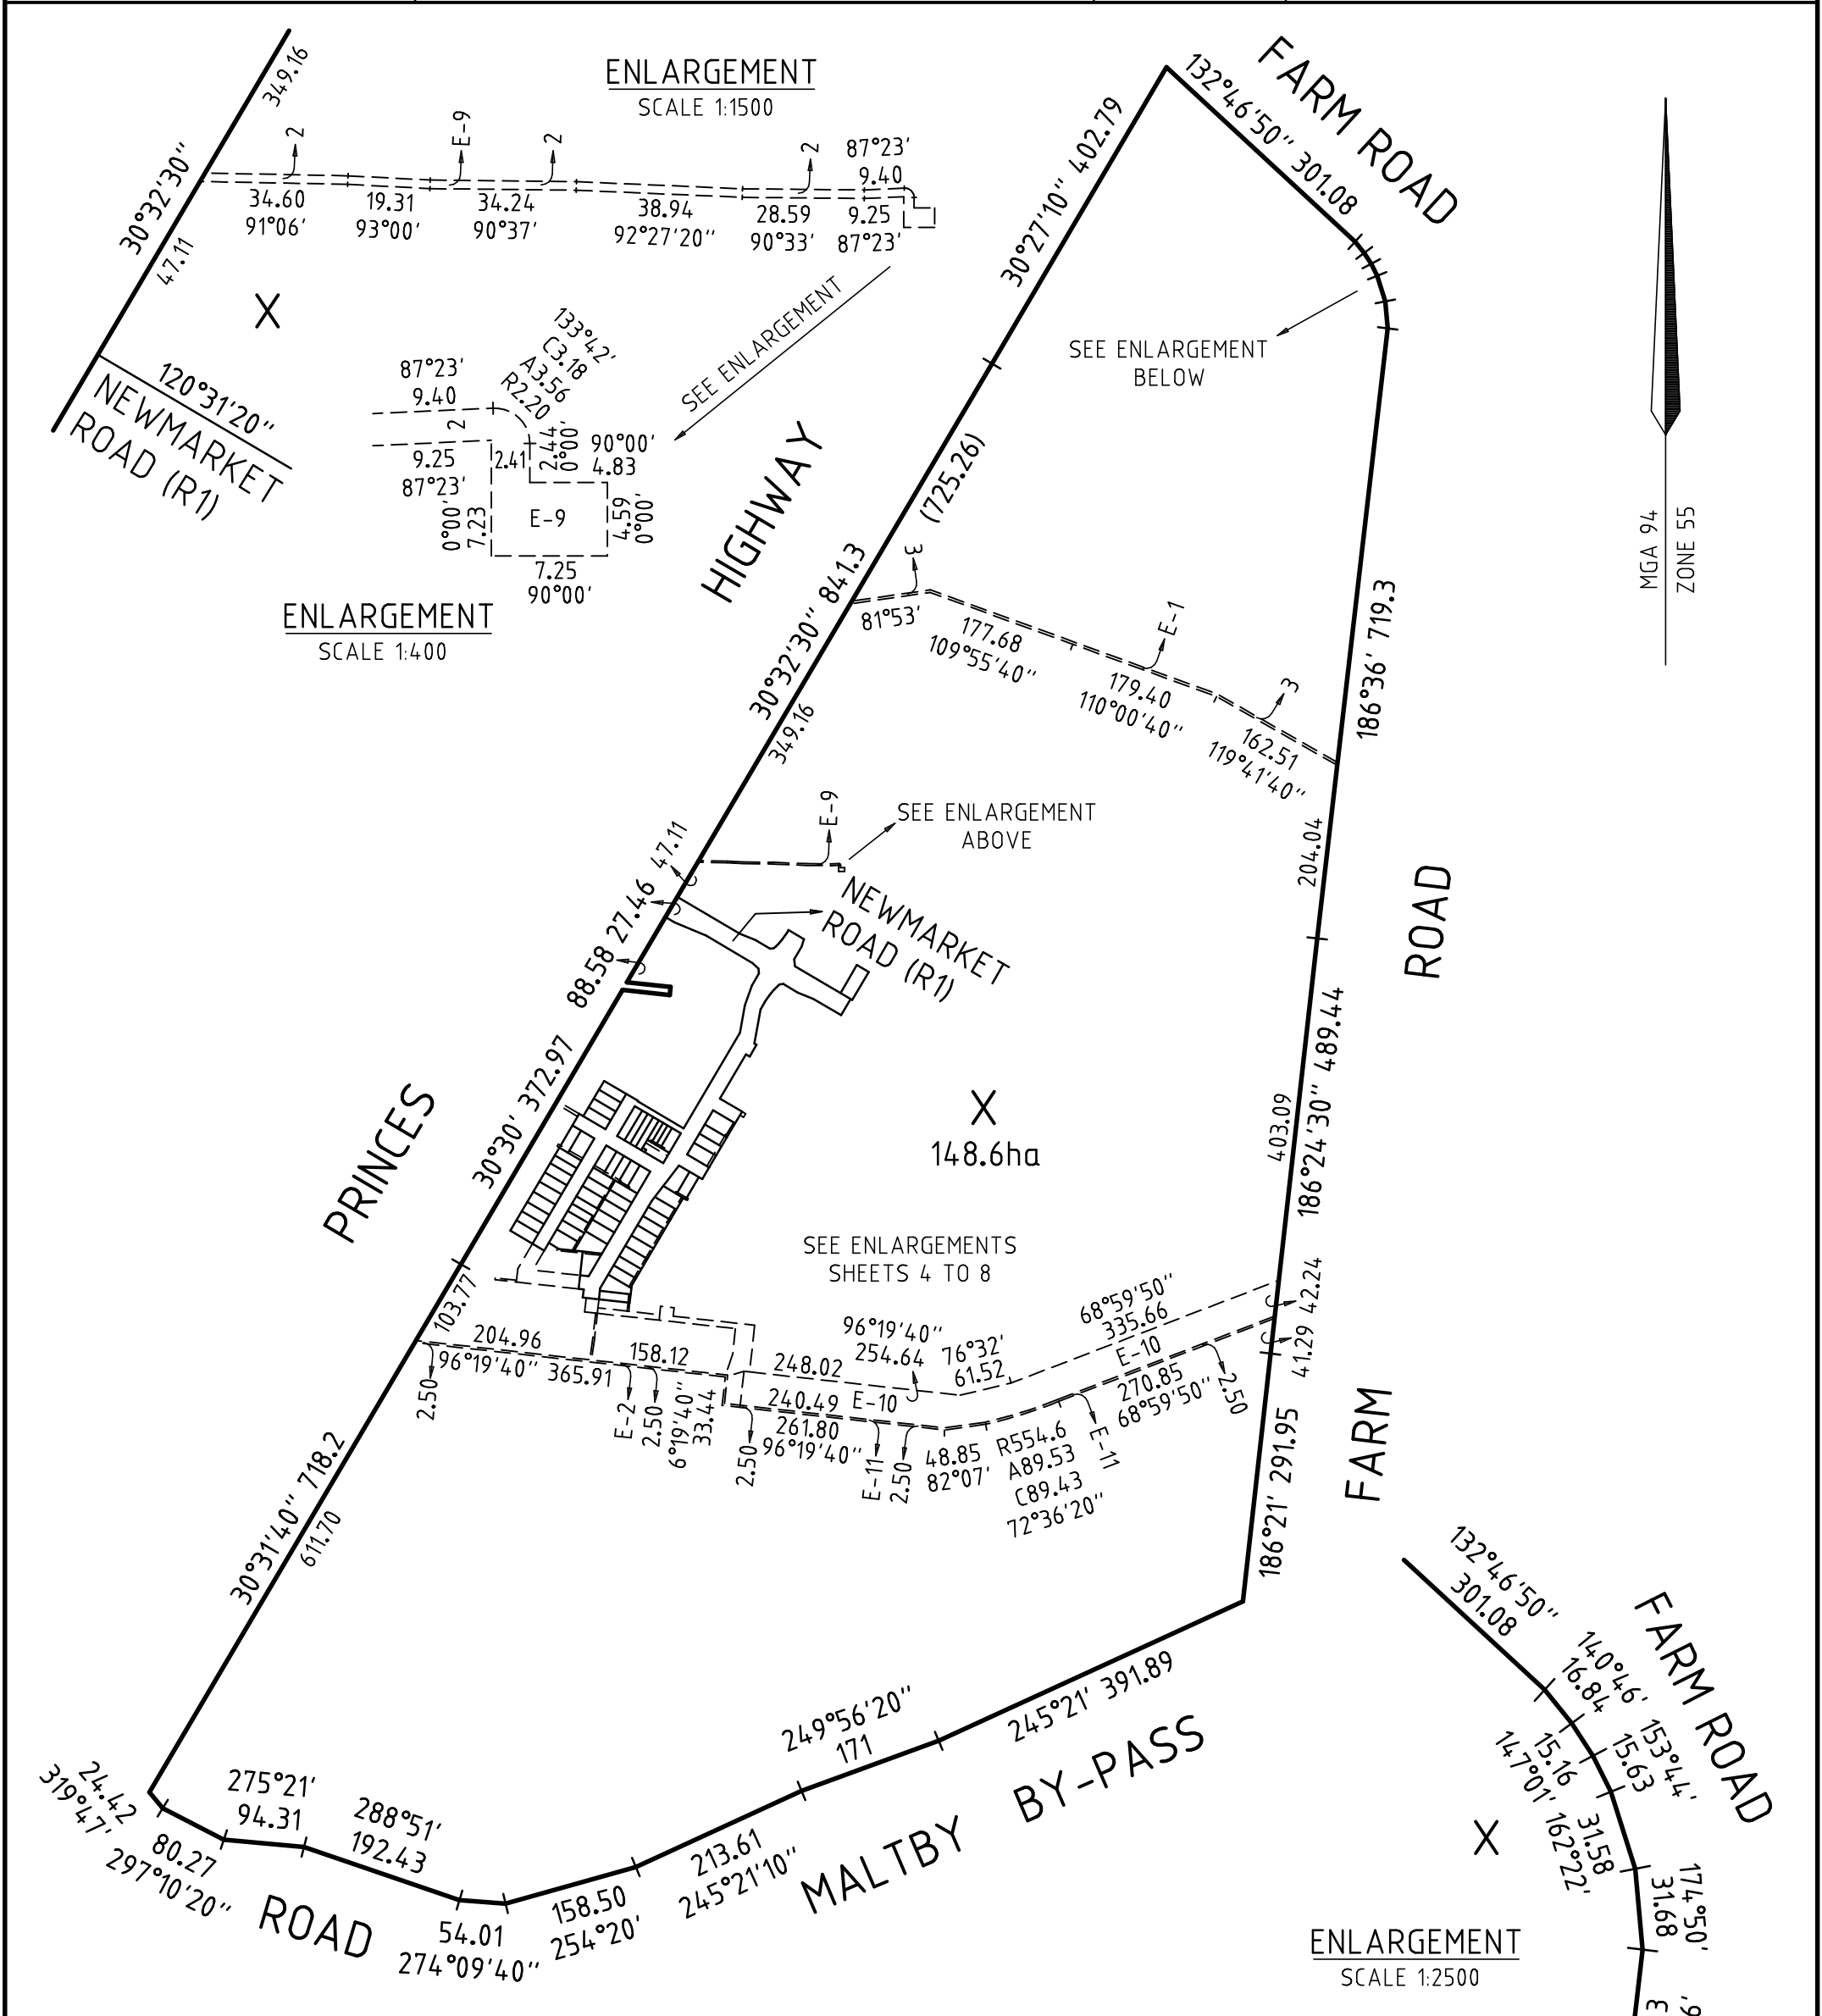 349.16
30°32'30"
47.11
2
E-9
2
2
87°23'
9.40
34.60
91°06'
19.31
93°00'
34.24
90°37'
38.94
92°27'20"
28.59
90°33'
9.25
87°23'
ENLARGEMENT
SCALE 1:1500
X
120°31'20"
NEWMARKET
ROAD (R1)
SEE ENLARGEMENT
133°42'
C3.18
A3.56
R2.20
87°23'
9.40
2
9.25
87°23'
2.41
2.44
0°00'
90°00'
4.83
0°00'
7.23
E-9
4.59
0°00'
7.25
90°00'
ENLARGEMENT
SCALE 1:400
FARM ROAD
132°46'50" 301.08
30°27'10" 402.79
SEE ENLARGEMENT
BELOW
MGA 94
ZONE 55
HIGHWAY
(725.26)
30°32'30" 841.3
349.16
3
81°53'
177.68
109°55'40"
E-1
179.40
110°00'40"
3
162.51
119°41'40"
186°36' 719.3
204.04
ROAD
E-9
SEE ENLARGEMENT
ABOVE
47.11
88.58 27.46
NEWMARKET
ROAD (R1)
30°30' 372.97
PRINCES
X
148.6ha
403.09
186°24'30" 489.44
SEE ENLARGEMENTS
SHEETS 4 TO 8
103.77
204.96
96°19'40" 365.91
158.12
2.50
E-2
2.50
6°19'40"
33.44
248.02
96°19'40"
254.64
76°32'
61.52
68°59'50"
335.66
E-10
240.49 E-10
261.80
96°19'40"
2.50
E-11
2.50
48.85
82°07'
R554.6
A89.53
C89.43
72°36'20"
E-11
270.85
68°59'50"
2.50
41.29 42.24
186°21' 291.95
FARM
30°31'40" 718.2
611.70
245°21' 391.89
249°56'20"
171
MALTBY BY-PASS
213.61
245°21'10"
158.50
254°20'
54.01
274°09'40"
288°51'
192.43
275°21'
94.31
80.27
297°10'20"
24.42
319°47'
ROAD
132°46'50"
301.08
FARM ROAD
140°46'
16.84
15.16
147°01'
153°44'
15.63
31.58
162°22'
174°50'
31.68
X
ENLARGEMENT
SCALE 1:2500